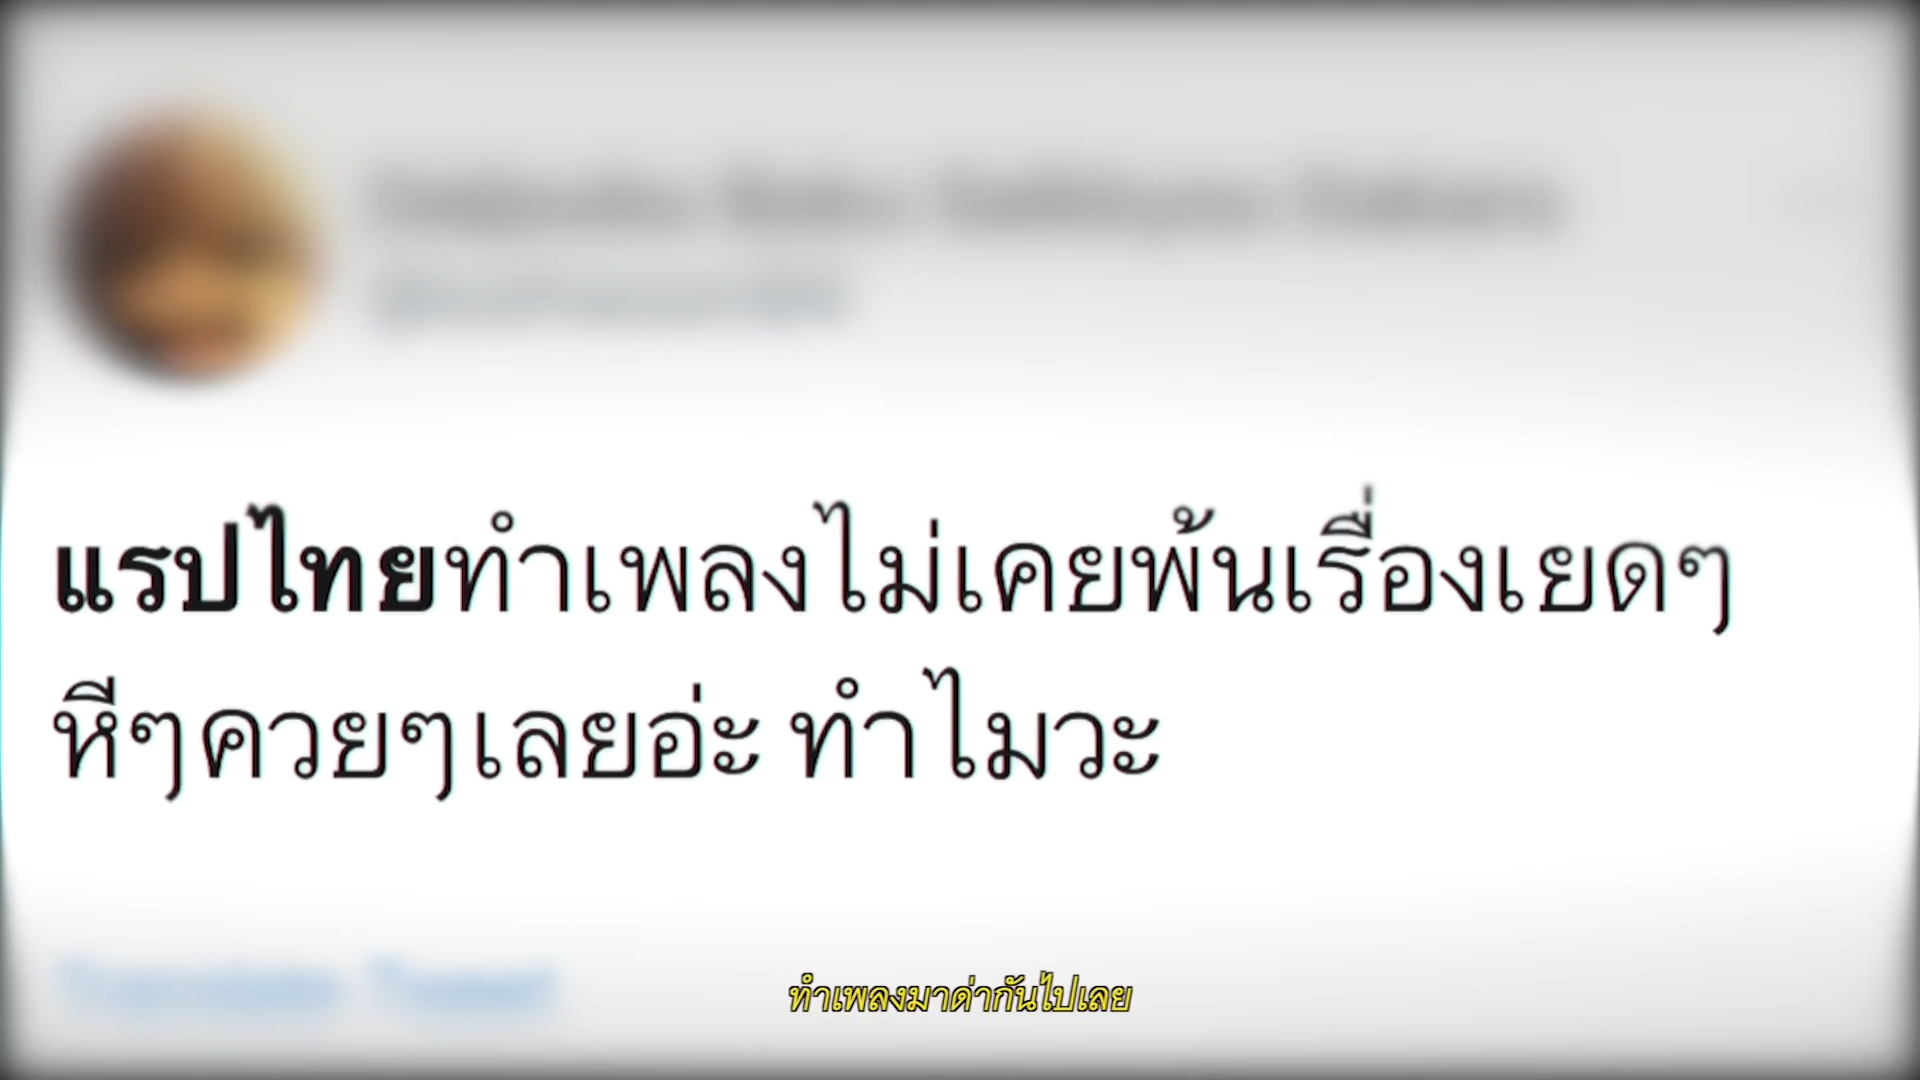 แรปไทยทำเพลงไม่เคยพ้นเรื่องเยดๆ
หีๆควยๆเลยอ่ะ ทำไมวะ
Translate Tweet
ทำเพลงมาด่ากันไปเลย